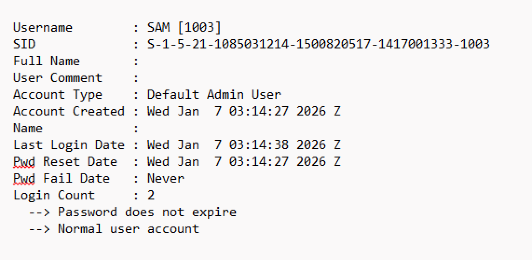 Username        : SAM [1003]
SID             : S-1-5-21-1085031214-1500820517-1417001333-1003
Full Name       :
User Comment    :
Account Type    : Default Admin User
Account Created : Wed Jan  7 03:14:27 2026 Z
Name            :
Last Login Date : Wed Jan  7 03:14:38 2026 Z
Pwd Reset Date  : Wed Jan  7 03:14:27 2026 Z
Pwd Fail Date   : Never
Login Count     : 2
  --> Password does not expire
  --> Normal user account